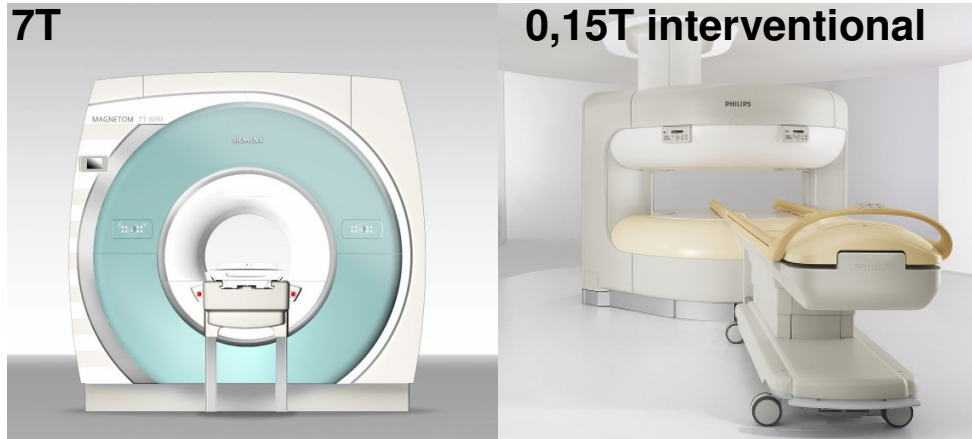 7T
0,15T interventional
MAGNETOM 7T MRI
SIEMENS
PHILIPS
PHILIPS